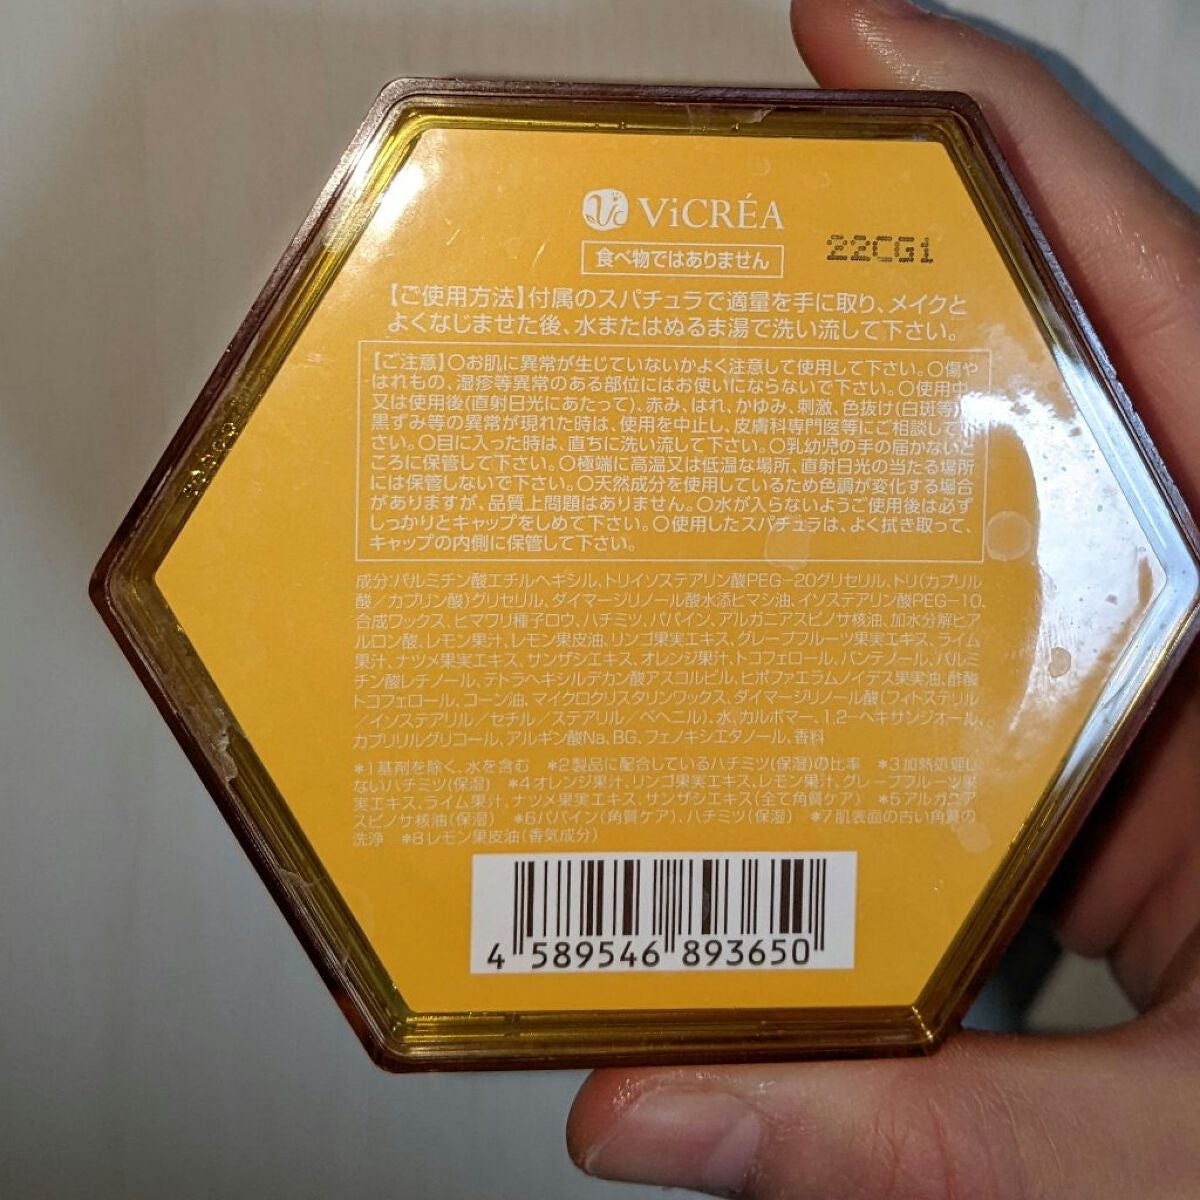 ViCRÉA
食べ物ではありません
22CG1
【ご使用方法】付属のスパチュラで適量を手に取り、メイクと
よくなじませた後、水またはぬるま湯で洗い流して下さい。
【ご注意】○お肌に異常が生じていないかよく注意して使用して下さい。○傷や
はれもの、湿疹等異常のある部位にはお使いにならないで下さい。○使用中
又は使用後(直射日光にあたって)、赤み、はれ、かゆみ、刺激、色抜け(白斑等)や
黒ずみ等の異常が現れた時は、使用を中止し、皮膚科専門医等にご相談して下
さい。○目に入った時は、直ちに洗い流して下さい。○乳幼児の手の届かないと
ころに保管して下さい。○極端に高温又は低温な場所、直射日光の当たる場所
には保管しないで下さい。○天然成分を使用しているため色調が変化する場合
がありますが、品質上問題はありません。○水が入らないようご使用後は必ず
しっかりとキャップをしめて下さい。○使用したスパチュラは、よく拭き取って、
キャップの内側に保管して下さい。
成分:パルミチン酸エチルヘキシル、トリイソステアリン酸PEG-20グリセリル、トリ(カプリル
酸/カプリン酸)グリセリル、ダイマージリノール酸水添ヒマシ油、イソステアリン酸PEG-10、
合成ワックス、ヒマワリ種子ロウ、ハチミツ、パパイン、アルガニアスピノサ核油、加水分解ヒア
ルロン酸、レモン果汁、レモン果皮油、リンゴ果実エキス、グレープフルーツ果実エキス、ライム
果汁、ナツメ果実エキス、サンザシエキス、オレンジ果汁、トコフェロール、パンテノール、パルミ
チン酸レチノール、テトラヘキシルデカン酸アスコルビル、ヒポファエラムノイデス果実油、酢酸
トコフェロール、コーン油、マイクロクリスタリンワックス、ダイマージリノール酸(フィトステリル
/イソステアリル/セチル/ステアリル/ベヘニル)、水、カルボマー、1.2-ヘキサンジオール、
カプリリルグリコール、アルギン酸Na、BG、フェノキシエタノール、香料
*1基剤を除く、水を含む *2製品に配合しているハチミツ(保湿)の比率 *3加熱処理し
ないハチミツ(保湿) *4オレンジ果汁、リンゴ果実エキス、レモン果汁、グレープフルーツ果
実エキス、ライム果汁、ナツメ果実エキス、サンザシエキス(全て角質ケア) *5アルガニア
スピノサ核油(保湿) *6パパイン(角質ケア)、ハチミツ(保湿) *7肌表面の古い角質の
洗浄 *8レモン果皮油(香気成分)
4 589546 893650